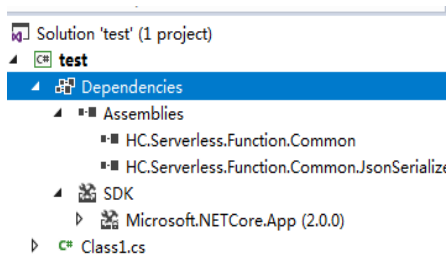 Solution 'test' (1 project)
C# test
Dependencies
Assemblies
HC.Serverless.Function.Common
HC.Serverless.Function.Common.JsonSerialize
SDK
Microsoft.NETCore.App (2.0.0)
C# Class1.cs